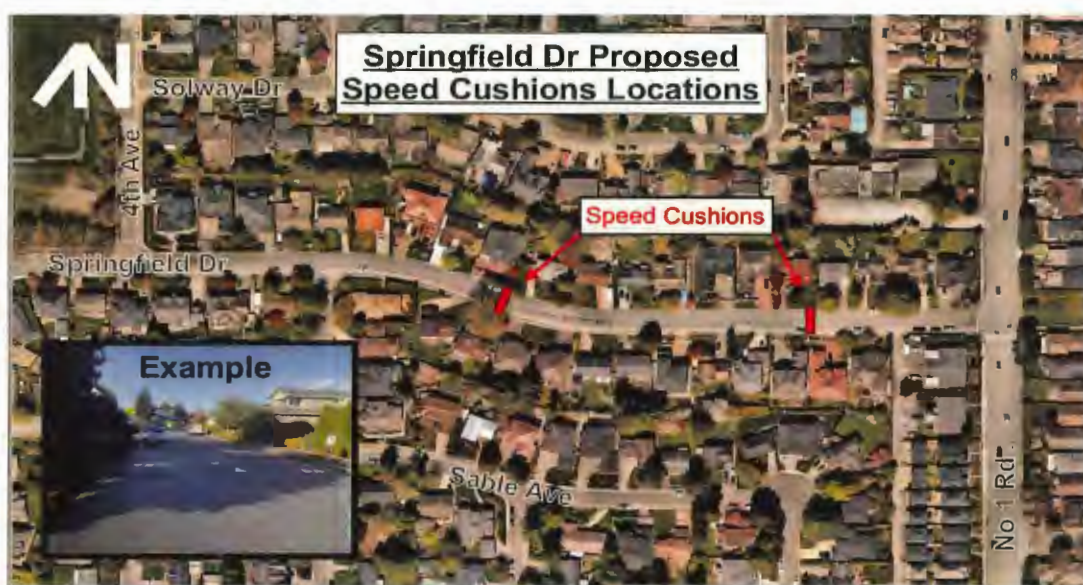 Springfield Dr Proposed
Speed Cushions Locations
N
Solway Dr
4th Ave
Speed Cushions
Springfield Dr
Example
Sable Ave
No 1 Rd